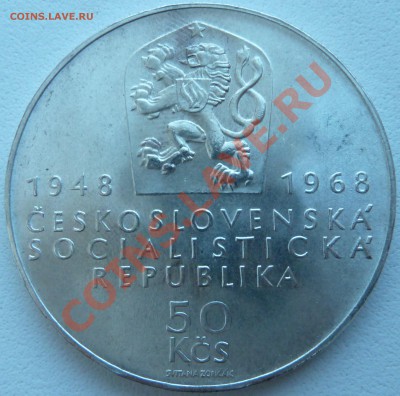 COINS.LAVE.RU
1948 1968
ČESKOSLOVENSKÁ
SOCIALISTICKÁ
REPUBLIKA
50
Kčs
COINS.LAVE.RU